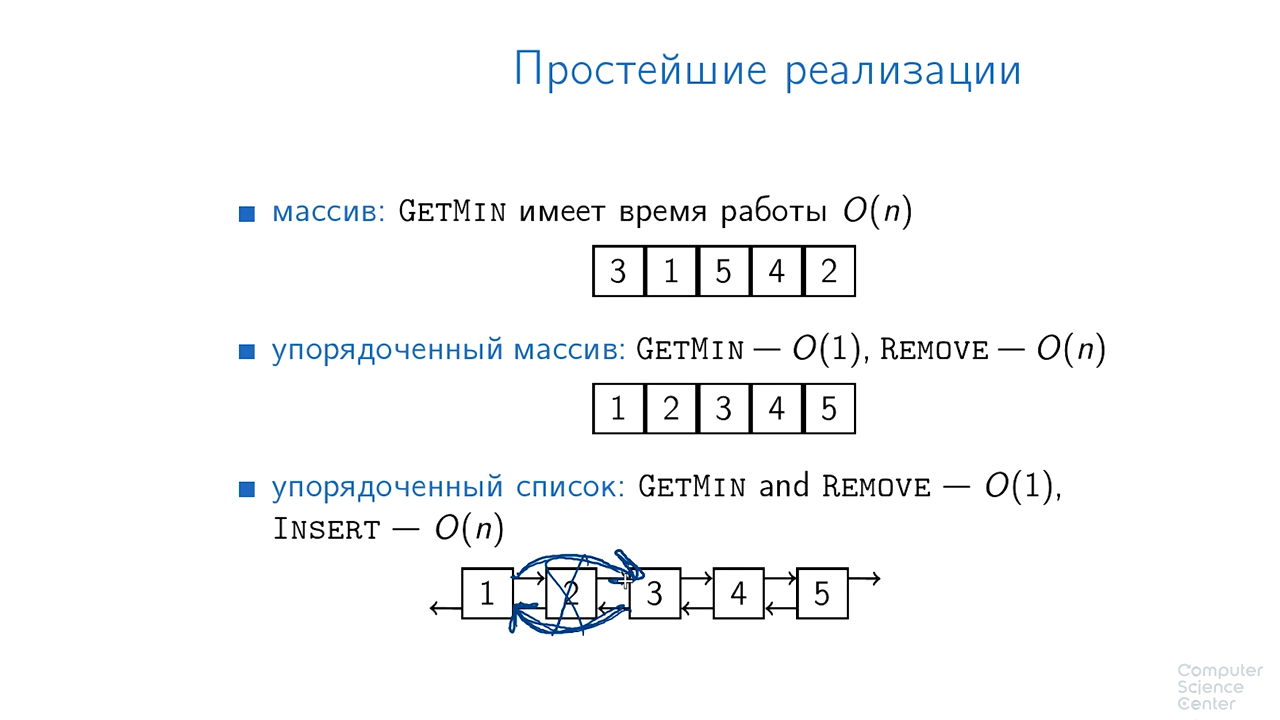 Простейшие реализации
массив: GETMIN имеет время работы O(n)
3 1 5 4 2
упорядоченный массив: GETMIN — O(1), REMOVE — O(n)
1 2 3 4 5
упорядоченный список: GETMIN and REMOVE — O(1),
INSERT — O(n)
1 2 3 4 5
Computer
Science
Center